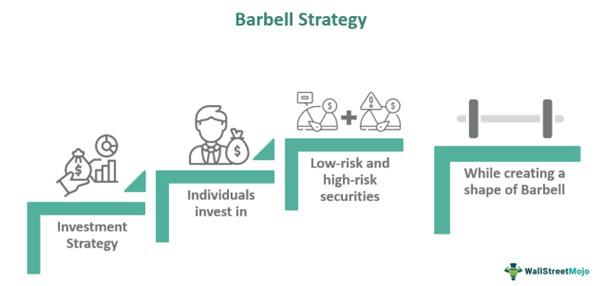 Barbell Strategy
Investment
Strategy
Individuals
invest in
Low-risk and
high-risk
securities
While creating a
shape of Barbell
WallStreetMojo